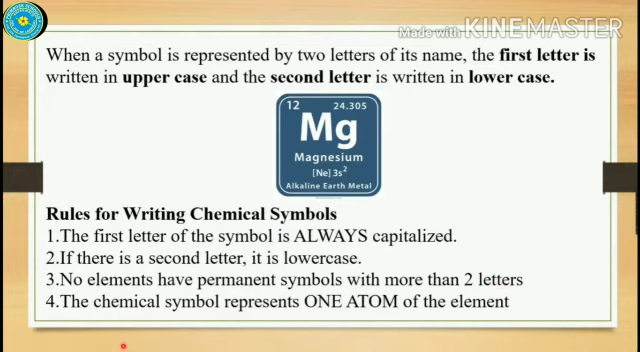 Made with KINEMASTER
When a symbol is represented by two letters of its name, the first letter is
written in upper case and the second letter is written in lower case.
12 24.305
Mg
Magnesium
[Ne] 3s²
Alkaline Earth Metal
Rules for Writing Chemical Symbols
1.The first letter of the symbol is ALWAYS capitalized.
2.If there is a second letter, it is lowercase.
3.No elements have permanent symbols with more than 2 letters
4.The chemical symbol represents ONE ATOM of the element